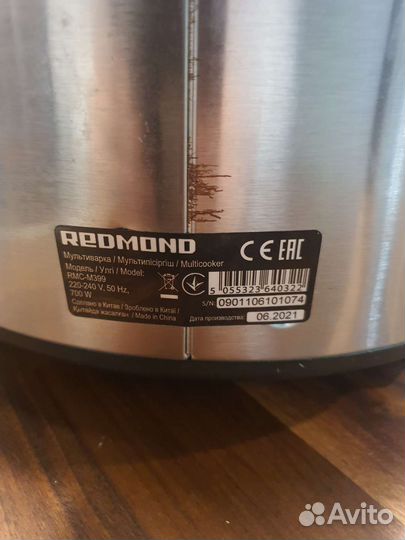 REDMOND
Мультиварка / Мультипісіргіш / Multicooker
Модель / Үлгі / Model:
RMC-M399
220-240 V, 50 Hz,
700 W
Сделано в Китае / Зроблено в Китаї /
Қытайда жасалған / Made in China
CE EAC
5 055323 640322
S/N: 0901106101074
Дата производства: 06.2021
Avito